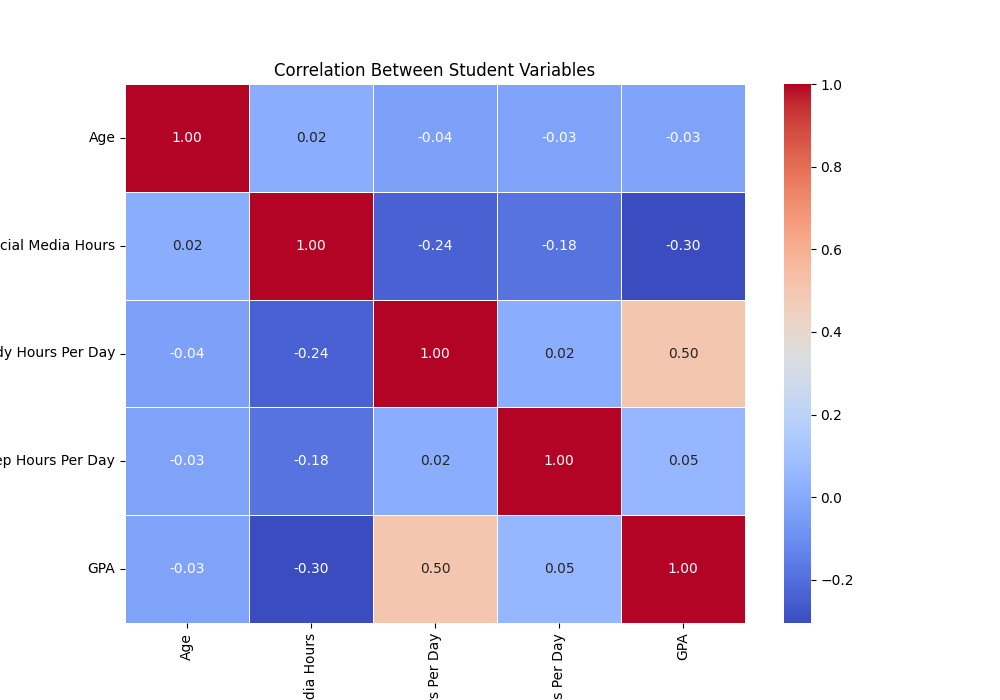 Correlation Between Student Variables
Age
1.00 0.02 -0.04 -0.03 -0.03
cial Media Hours
0.02 1.00 -0.24 -0.18 -0.30
dy Hours Per Day
-0.04 -0.24 1.00 0.02 0.50
ep Hours Per Day
-0.03 -0.18 0.02 1.00 0.05
GPA
-0.03 -0.30 0.50 0.05 1.00
Age
dia Hours
s Per Day
s Per Day
GPA
1.0
0.8
0.6
0.4
0.2
0.0
−0.2